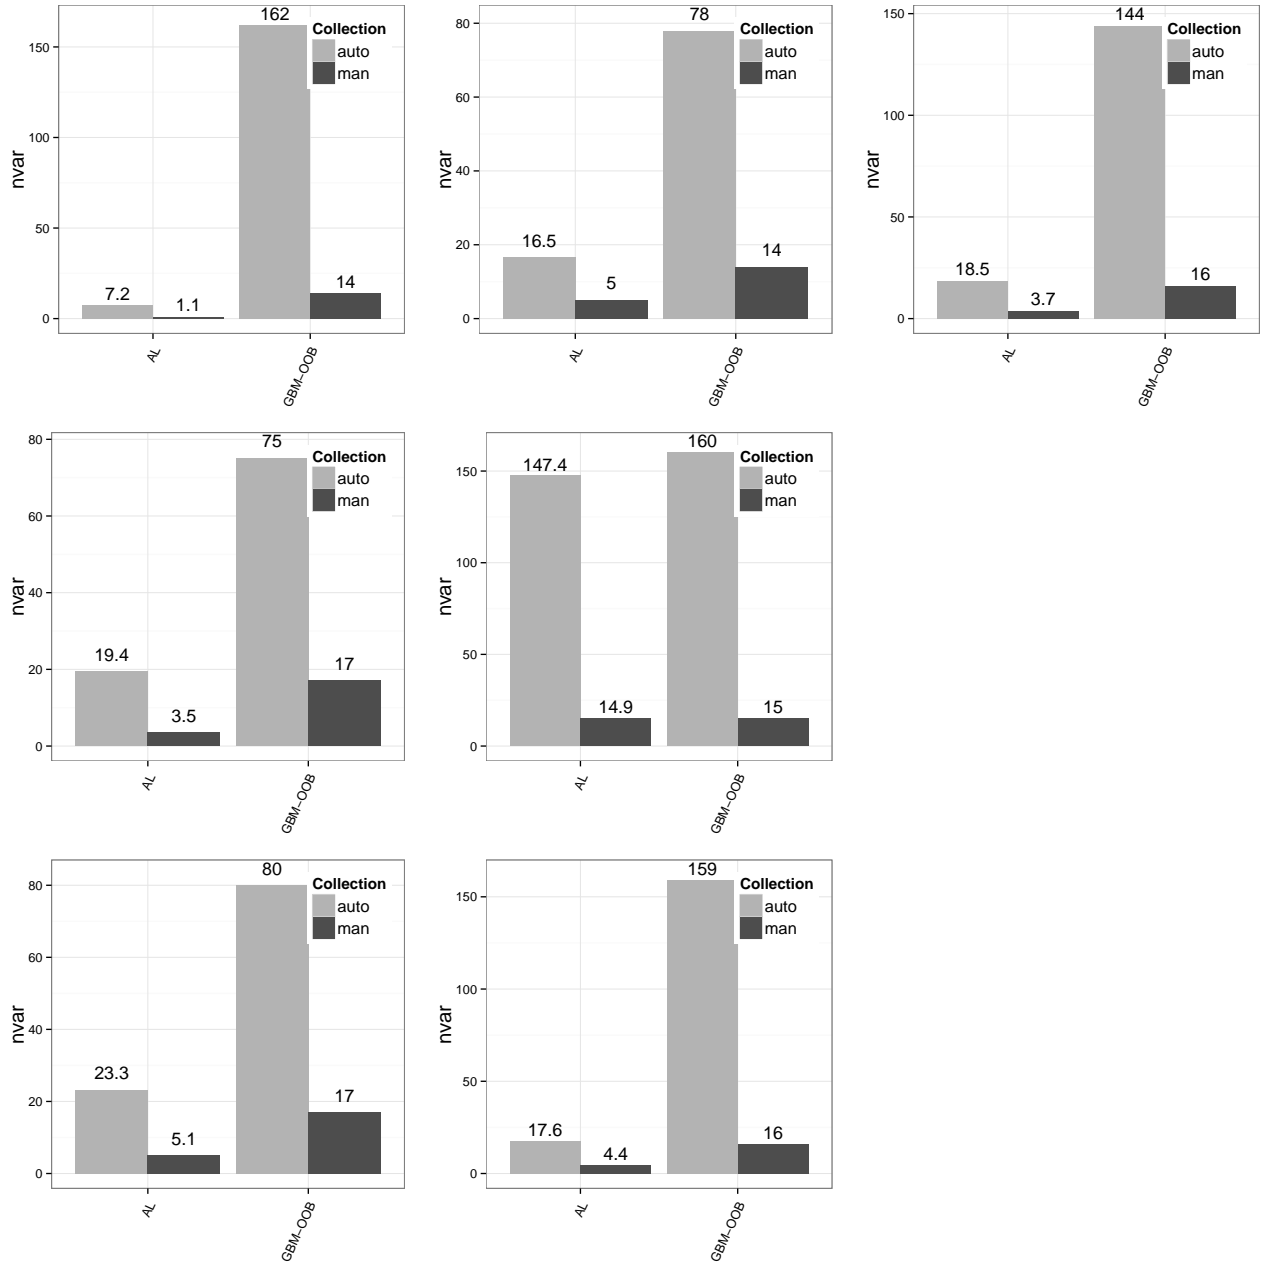 162
Collection
auto
man
150
100
50
0
nvar
7.2
1.1
14
AL
GBM−OOB
78
Collection
auto
man
80
60
40
20
0
nvar
16.5
5
14
AL
GBM−OOB
144
Collection
auto
man
150
100
50
0
nvar
18.5
3.7
16
AL
GBM−OOB
75
Collection
auto
man
80
60
40
20
0
nvar
19.4
3.5
17
AL
GBM−OOB
147.4
160
Collection
auto
man
150
100
50
0
nvar
14.9
15
AL
GBM−OOB
80
Collection
auto
man
80
60
40
20
0
nvar
23.3
5.1
17
AL
GBM−OOB
159
Collection
auto
man
150
100
50
0
nvar
17.6
4.4
16
AL
GBM−OOB